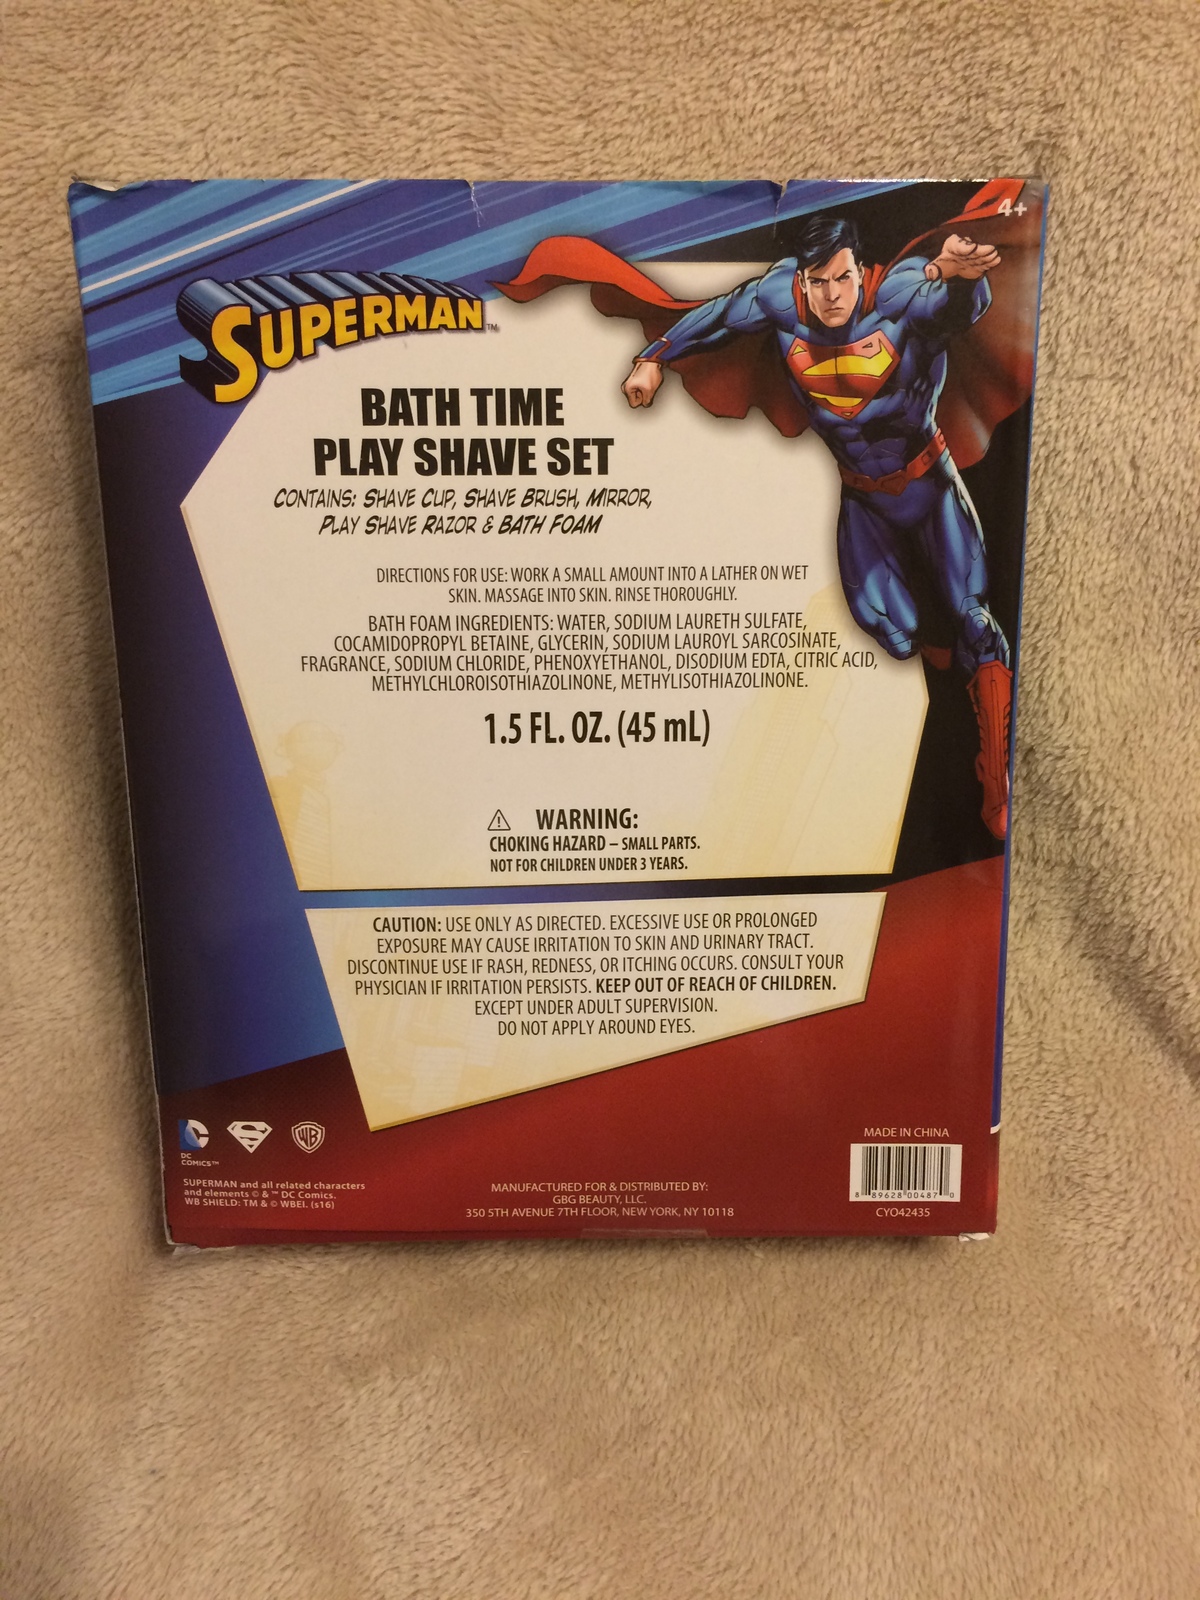 4+
SUPERMAN™
BATH TIME
PLAY SHAVE SET
CONTAINS: SHAVE CUP, SHAVE BRUSH, MIRROR,
PLAY SHAVE RAZOR & BATH FOAM
DIRECTIONS FOR USE: WORK A SMALL AMOUNT INTO A LATHER ON WET
SKIN. MASSAGE INTO SKIN. RINSE THOROUGHLY.
BATH FOAM INGREDIENTS: WATER, SODIUM LAURETH SULFATE,
COCAMIDOPROPYL BETAINE, GLYCERIN, SODIUM LAUROYL SARCOSINATE,
FRAGRANCE, SODIUM CHLORIDE, PHENOXYETHANOL, DISODIUM EDTA, CITRIC ACID,
METHYLCHLOROISOTHIAZOLINONE, METHYLISOTHIAZOLINONE.
1.5 FL. OZ. (45 mL)
⚠ WARNING:
CHOKING HAZARD – SMALL PARTS.
NOT FOR CHILDREN UNDER 3 YEARS.
CAUTION: USE ONLY AS DIRECTED. EXCESSIVE USE OR PROLONGED
EXPOSURE MAY CAUSE IRRITATION TO SKIN AND URINARY TRACT.
DISCONTINUE USE IF RASH, REDNESS, OR ITCHING OCCURS. CONSULT YOUR
PHYSICIAN IF IRRITATION PERSISTS. KEEP OUT OF REACH OF CHILDREN.
EXCEPT UNDER ADULT SUPERVISION.
DO NOT APPLY AROUND EYES.
DC
COMICS™
S
WB
SUPERMAN and all related characters
and elements © & ™ DC Comics.
WB SHIELD: TM & © WBEI. (s16)
MANUFACTURED FOR & DISTRIBUTED BY:
GBG BEAUTY, LLC.
350 5TH AVENUE 7TH FLOOR, NEW YORK, NY 10118
MADE IN CHINA
8 89628 00487 0
CYO42435